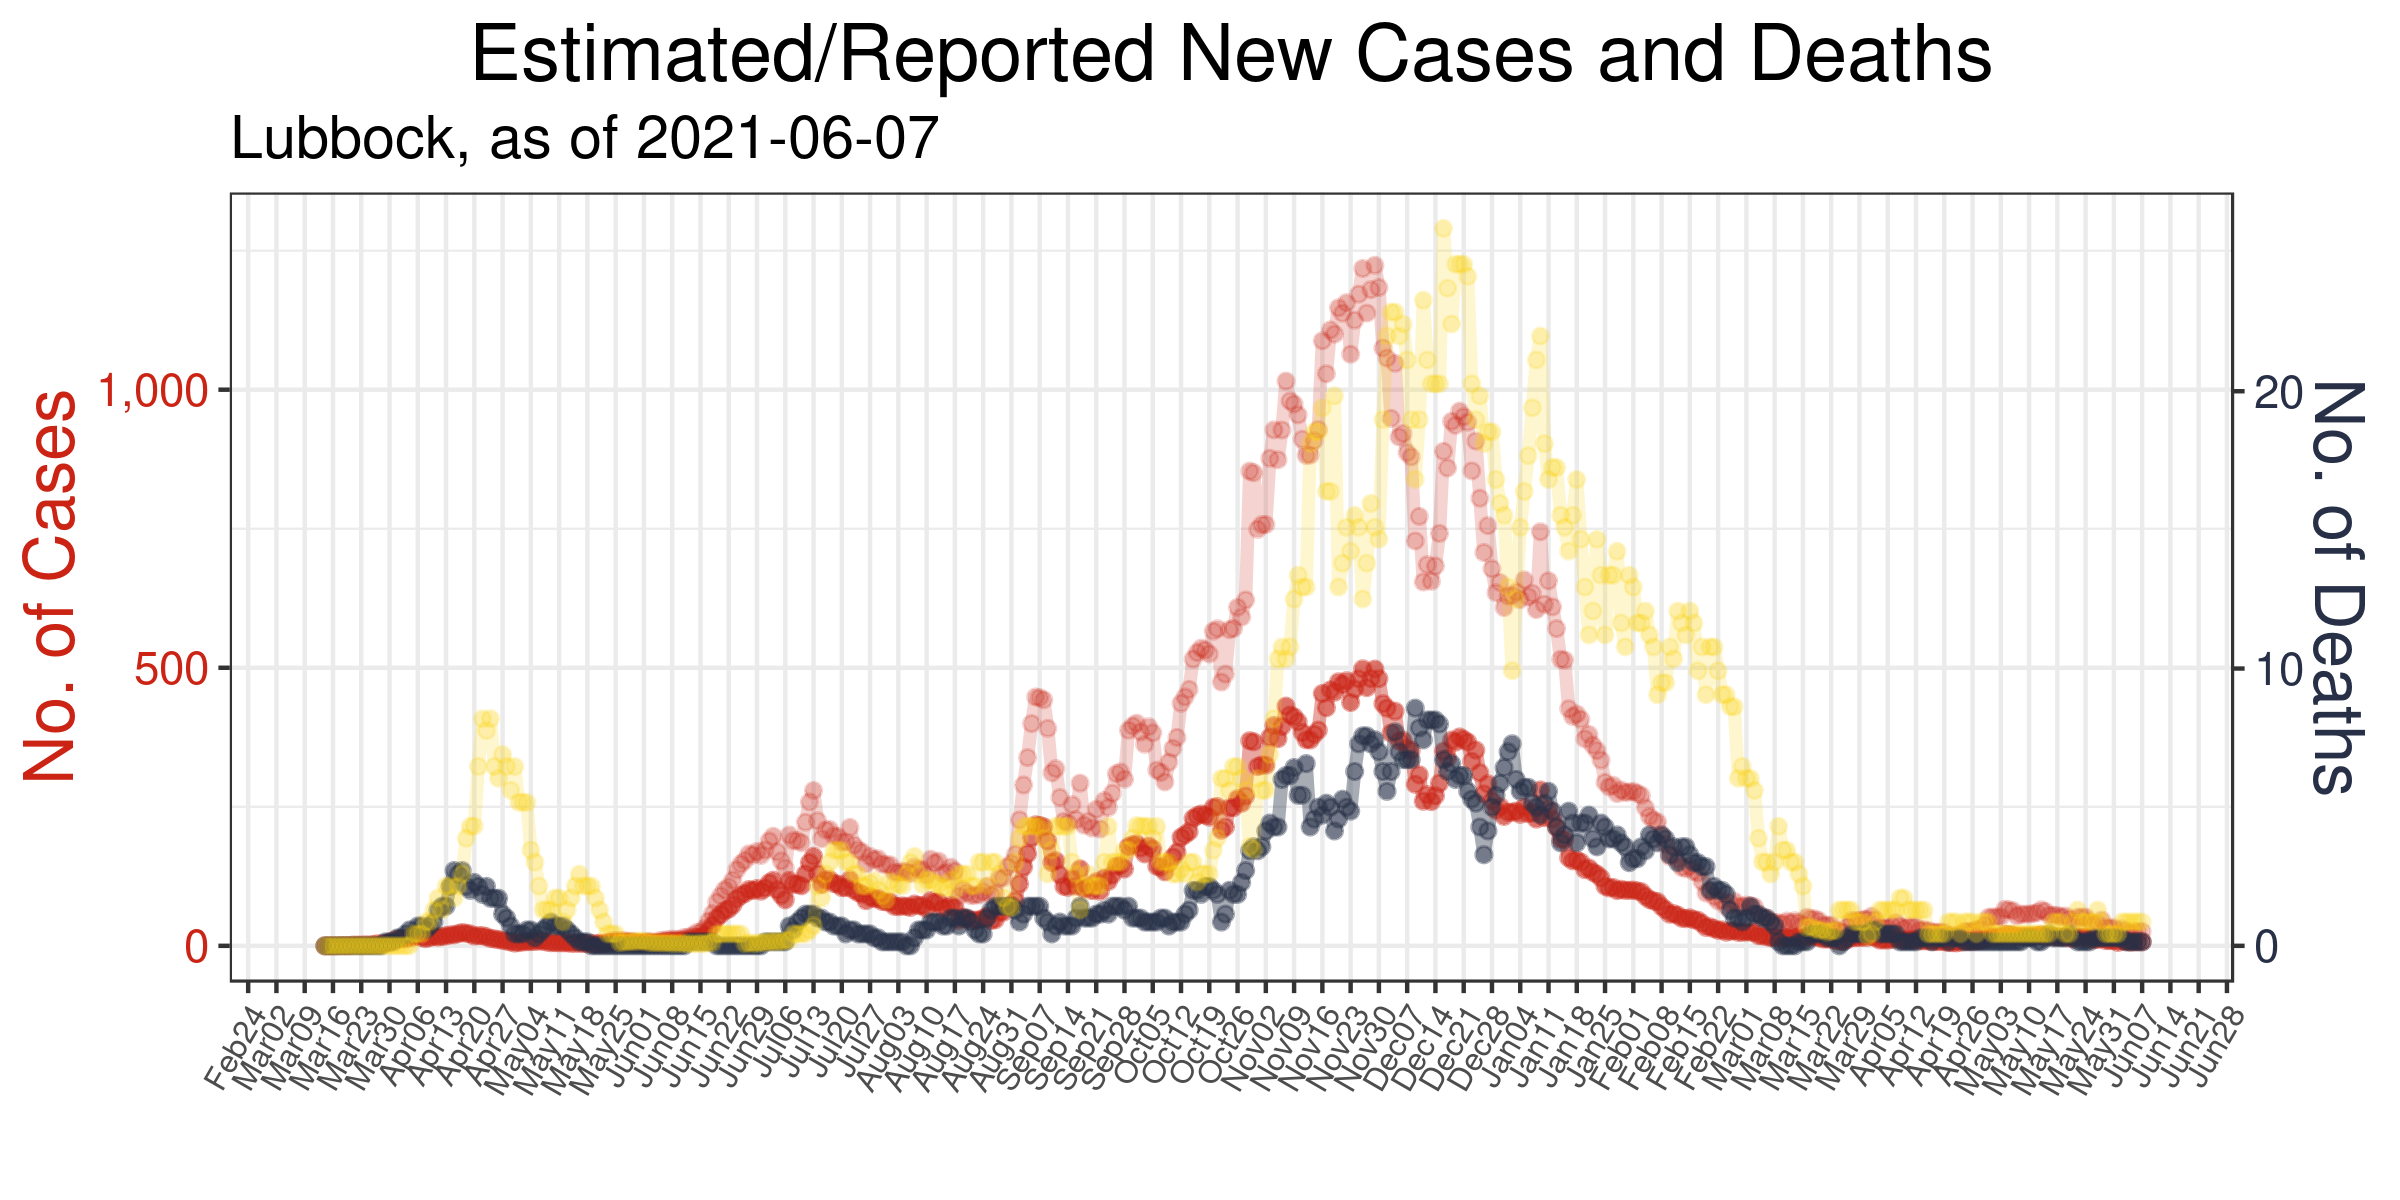 Estimated/Reported New Cases and Deaths
Lubbock, as of 2021-06-07
No. of Cases
1,000
500
0
No. of Deaths
20
10
0
Feb24
Mar02
Mar09
Mar16
Mar23
Mar30
Apr06
Apr13
Apr20
Apr27
May04
May11
May18
May25
Jun01
Jun08
Jun15
Jun22
Jun29
Jul06
Jul13
Jul20
Jul27
Aug03
Aug10
Aug17
Aug24
Aug31
Sep07
Sep14
Sep21
Sep28
Oct05
Oct12
Oct19
Oct26
Nov02
Nov09
Nov16
Nov23
Nov30
Dec07
Dec14
Dec21
Dec28
Jan04
Jan11
Jan18
Jan25
Feb01
Feb08
Feb15
Feb22
Mar01
Mar08
Mar15
Mar22
Mar29
Apr05
Apr12
Apr19
Apr26
May03
May10
May17
May24
May31
Jun07
Jun14
Jun21
Jun28